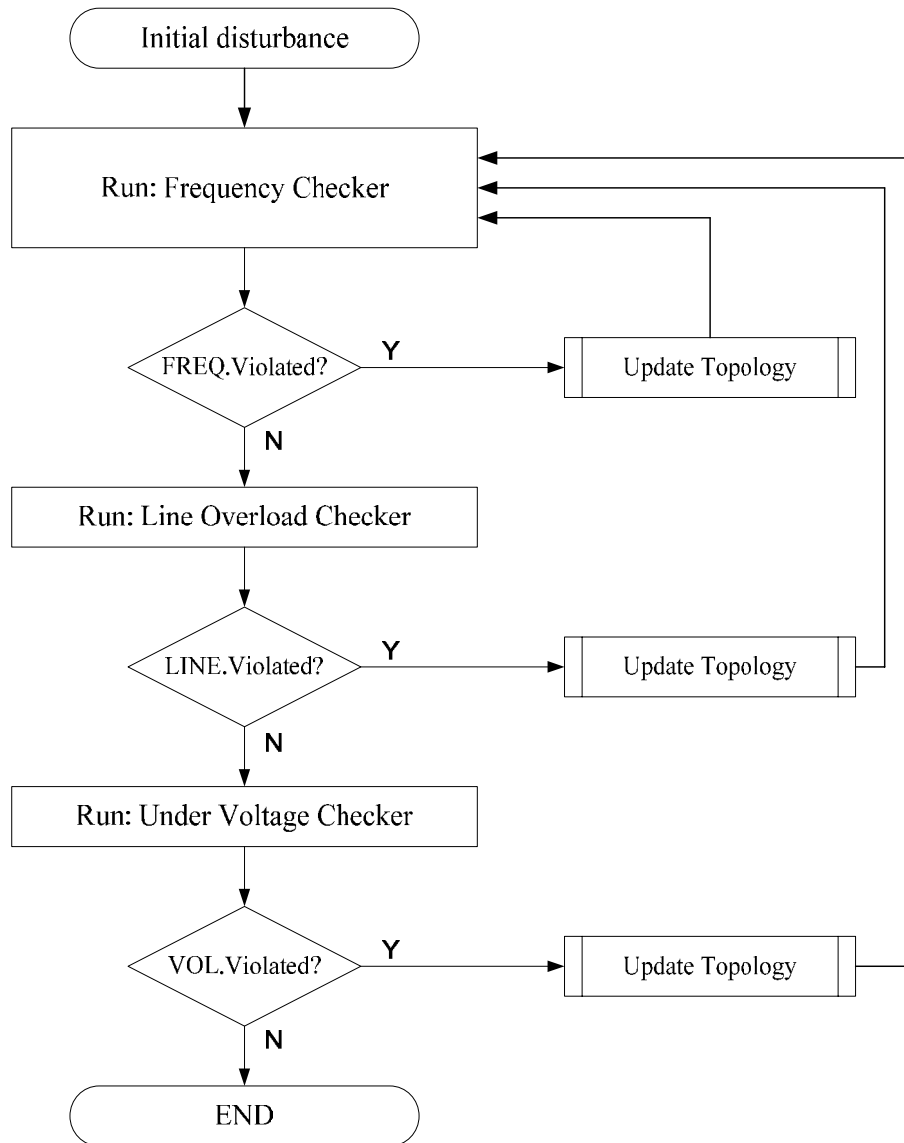 Initial disturbance
Run: Frequency Checker
FREQ.Violated?
Y
Update Topology
N
Run: Line Overload Checker
LINE.Violated?
Y
Update Topology
N
Run: Under Voltage Checker
VOL.Violated?
Y
Update Topology
N
END